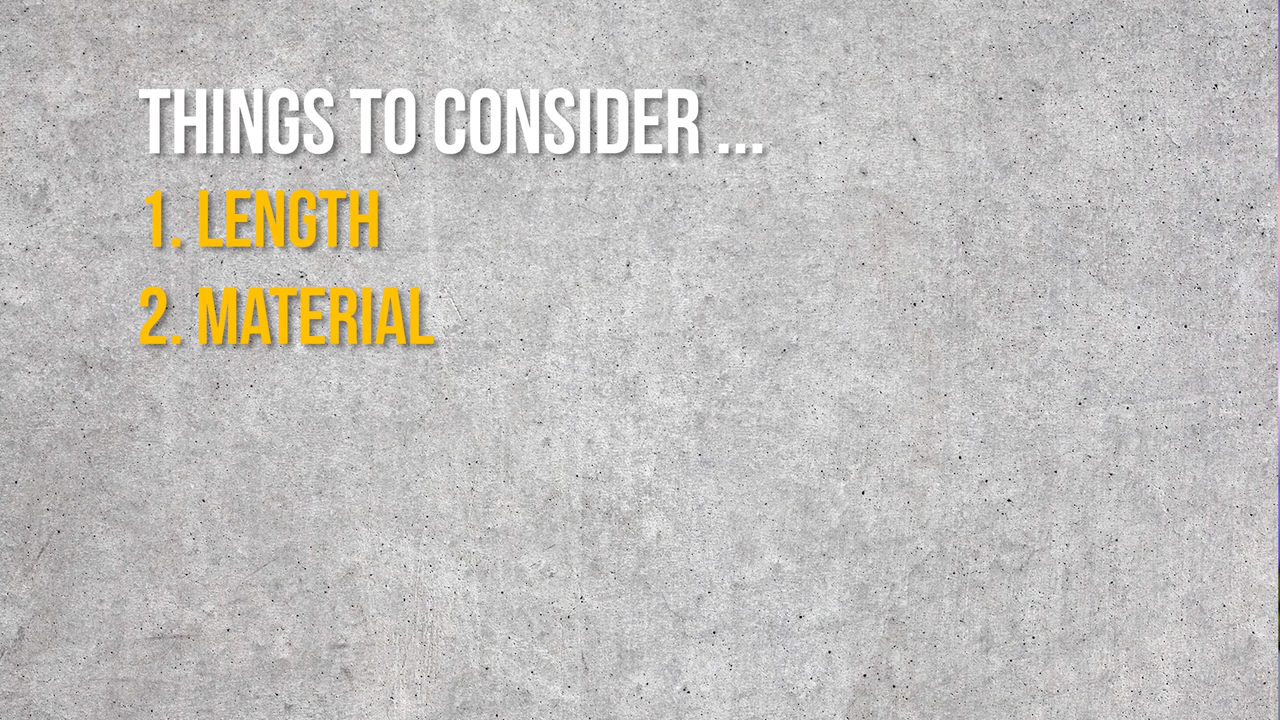 THINGS TO CONSIDER ...
1. LENGTH
2. MATERIAL